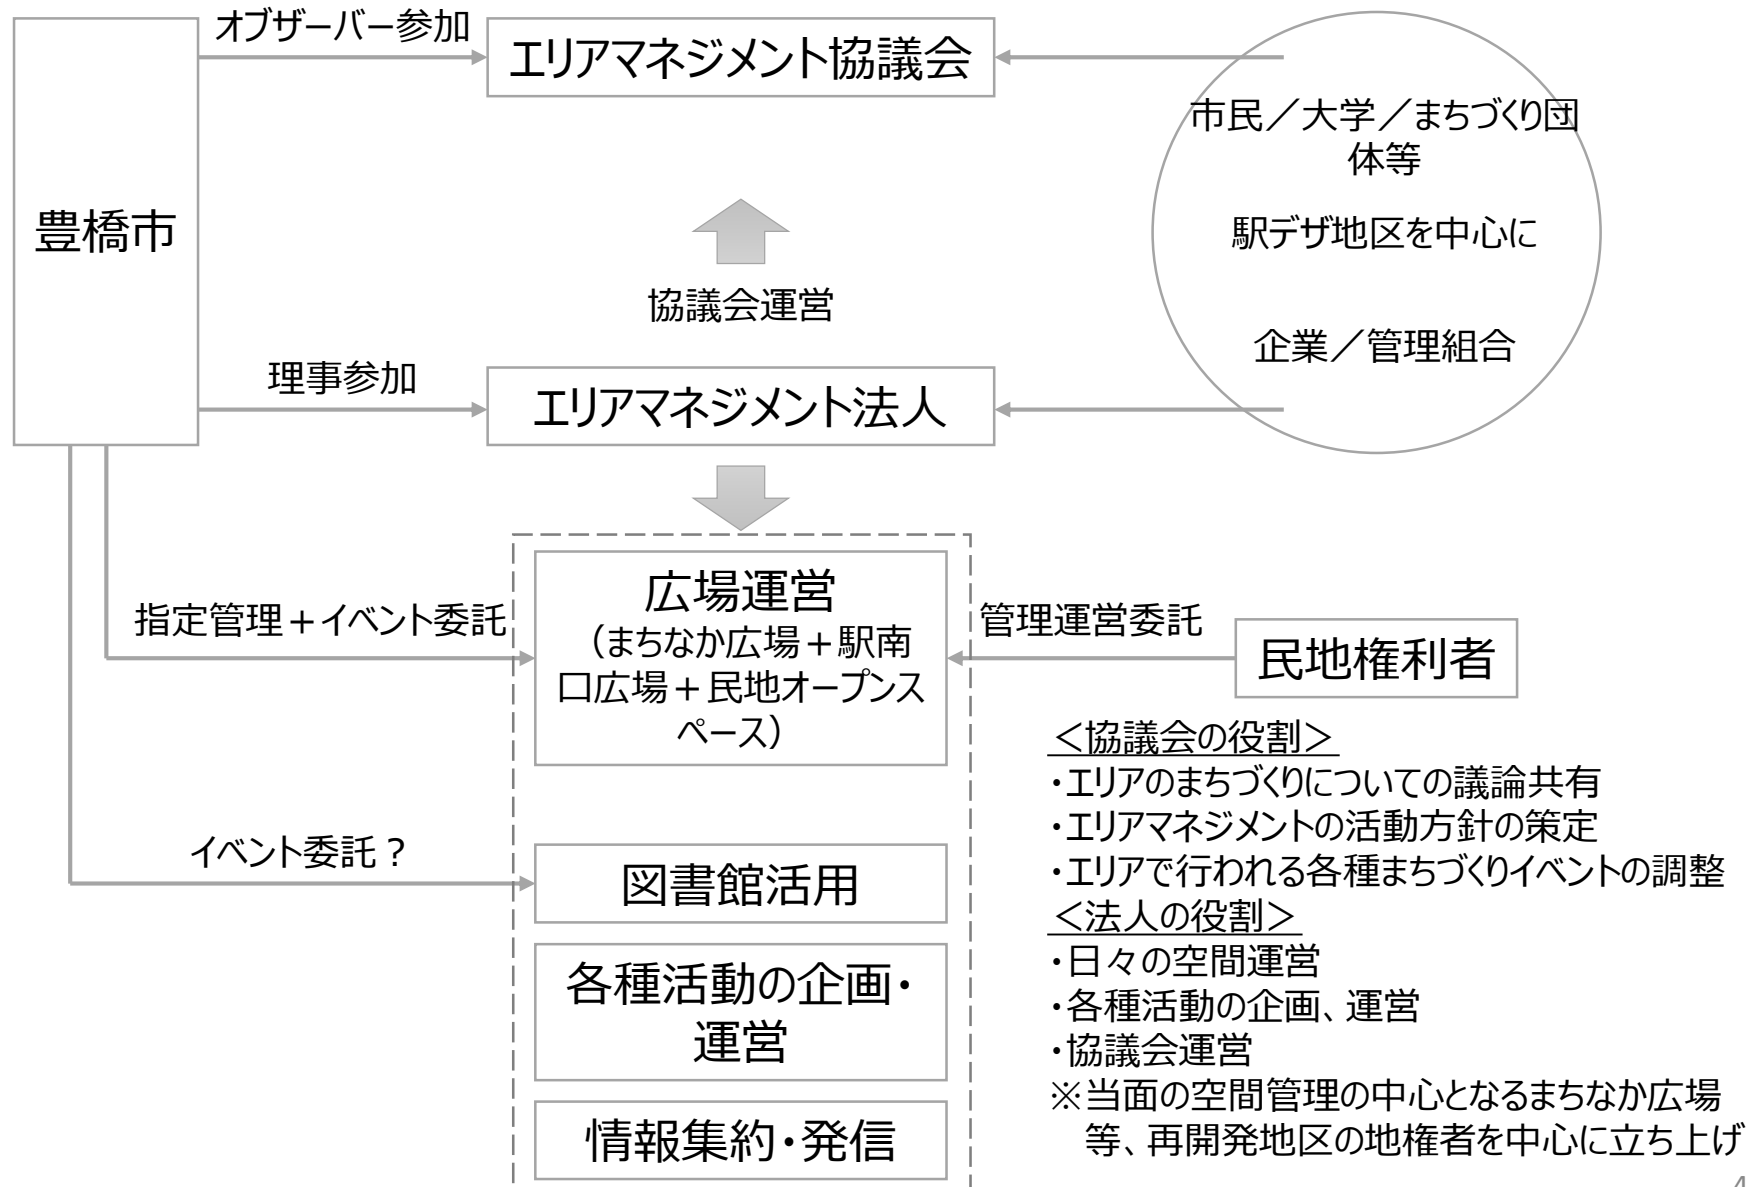 オブザーバー参加
エリアマネジメント協議会
市民／大学／まちづくり団
体等
豊橋市
駅デザ地区を中心に
協議会運営
企業／管理組合
理事参加
エリアマネジメント法人
広場運営
（まちなか広場＋駅南
口広場＋民地オープンス
ペース）
指定管理＋イベント委託
管理運営委託
民地権利者
イベント委託？
図書館活用
各種活動の企画・
運営
情報集約・発信
＜協議会の役割＞
・エリアのまちづくりについての議論共有
・エリアマネジメントの活動方針の策定
・エリアで行われる各種まちづくりイベントの調整
＜法人の役割＞
・日々の空間運営
・各種活動の企画、運営
・協議会運営
※当面の空間管理の中心となるまちなか広場
等、再開発地区の地権者を中心に立ち上げ
4